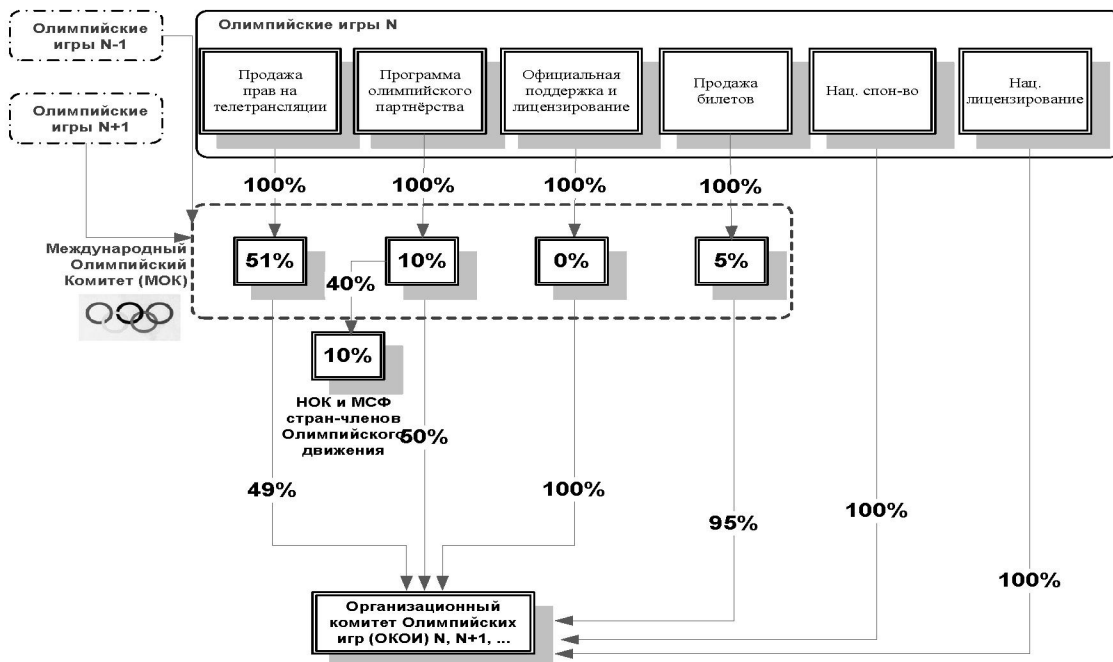 Олимпийские
игры N-1
Олимпийские игры N
Продажа
прав на
телетрансляции
Программа
олимпийского
партнёрства
Официальная
поддержка и
лицензирование
Продажа
билетов
Нац. спон-во
Нац.
лицензирование
Олимпийские
игры N+1
100%
100%
100%
100%
Международный
Олимпийский
Комитет (МОК)
51%
10%
0%
5%
40%
10%
НОК и МСФ
стран-членов
Олимпийского
движения
50%
49%
100%
95%
100%
100%
Организационный
комитет Олимпийских
игр (ОКОИ) N, N+1, ...